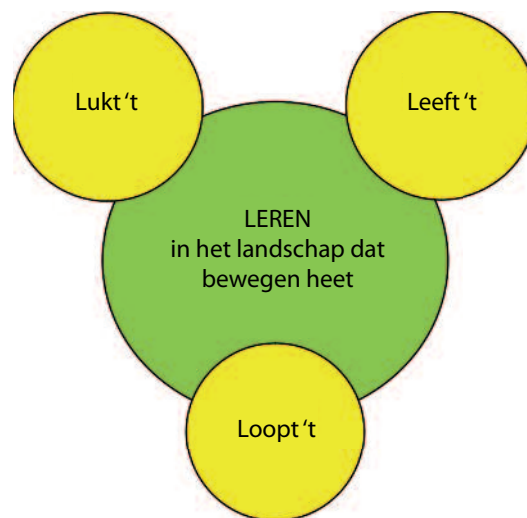 Lukt ‘t
Leeft ‘t
LEREN
in het landschap dat
bewegen heet
Loopt ‘t